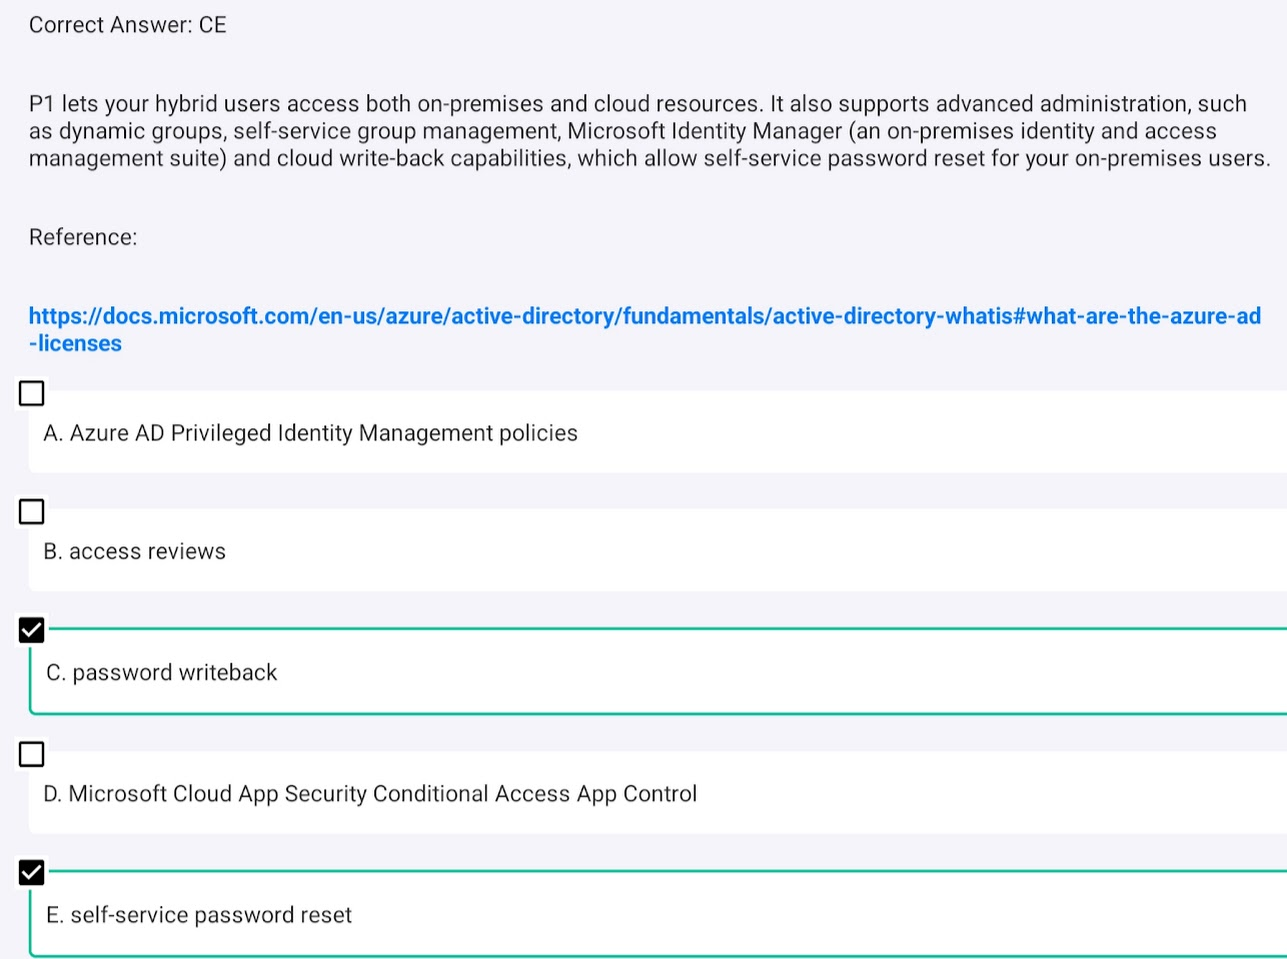 Correct Answer: CE
P1 lets your hybrid users access both on-premises and cloud resources. It also supports advanced administration, such
as dynamic groups, self-service group management, Microsoft Identity Manager (an on-premises identity and access
management suite) and cloud write-back capabilities, which allow self-service password reset for your on-premises users.
Reference:
https://docs.microsoft.com/en-us/azure/active-directory/fundamentals/active-directory-whatis#what-are-the-azure-ad
-licenses
A. Azure AD Privileged Identity Management policies
B. access reviews
C. password writeback
D. Microsoft Cloud App Security Conditional Access App Control
E. self-service password reset